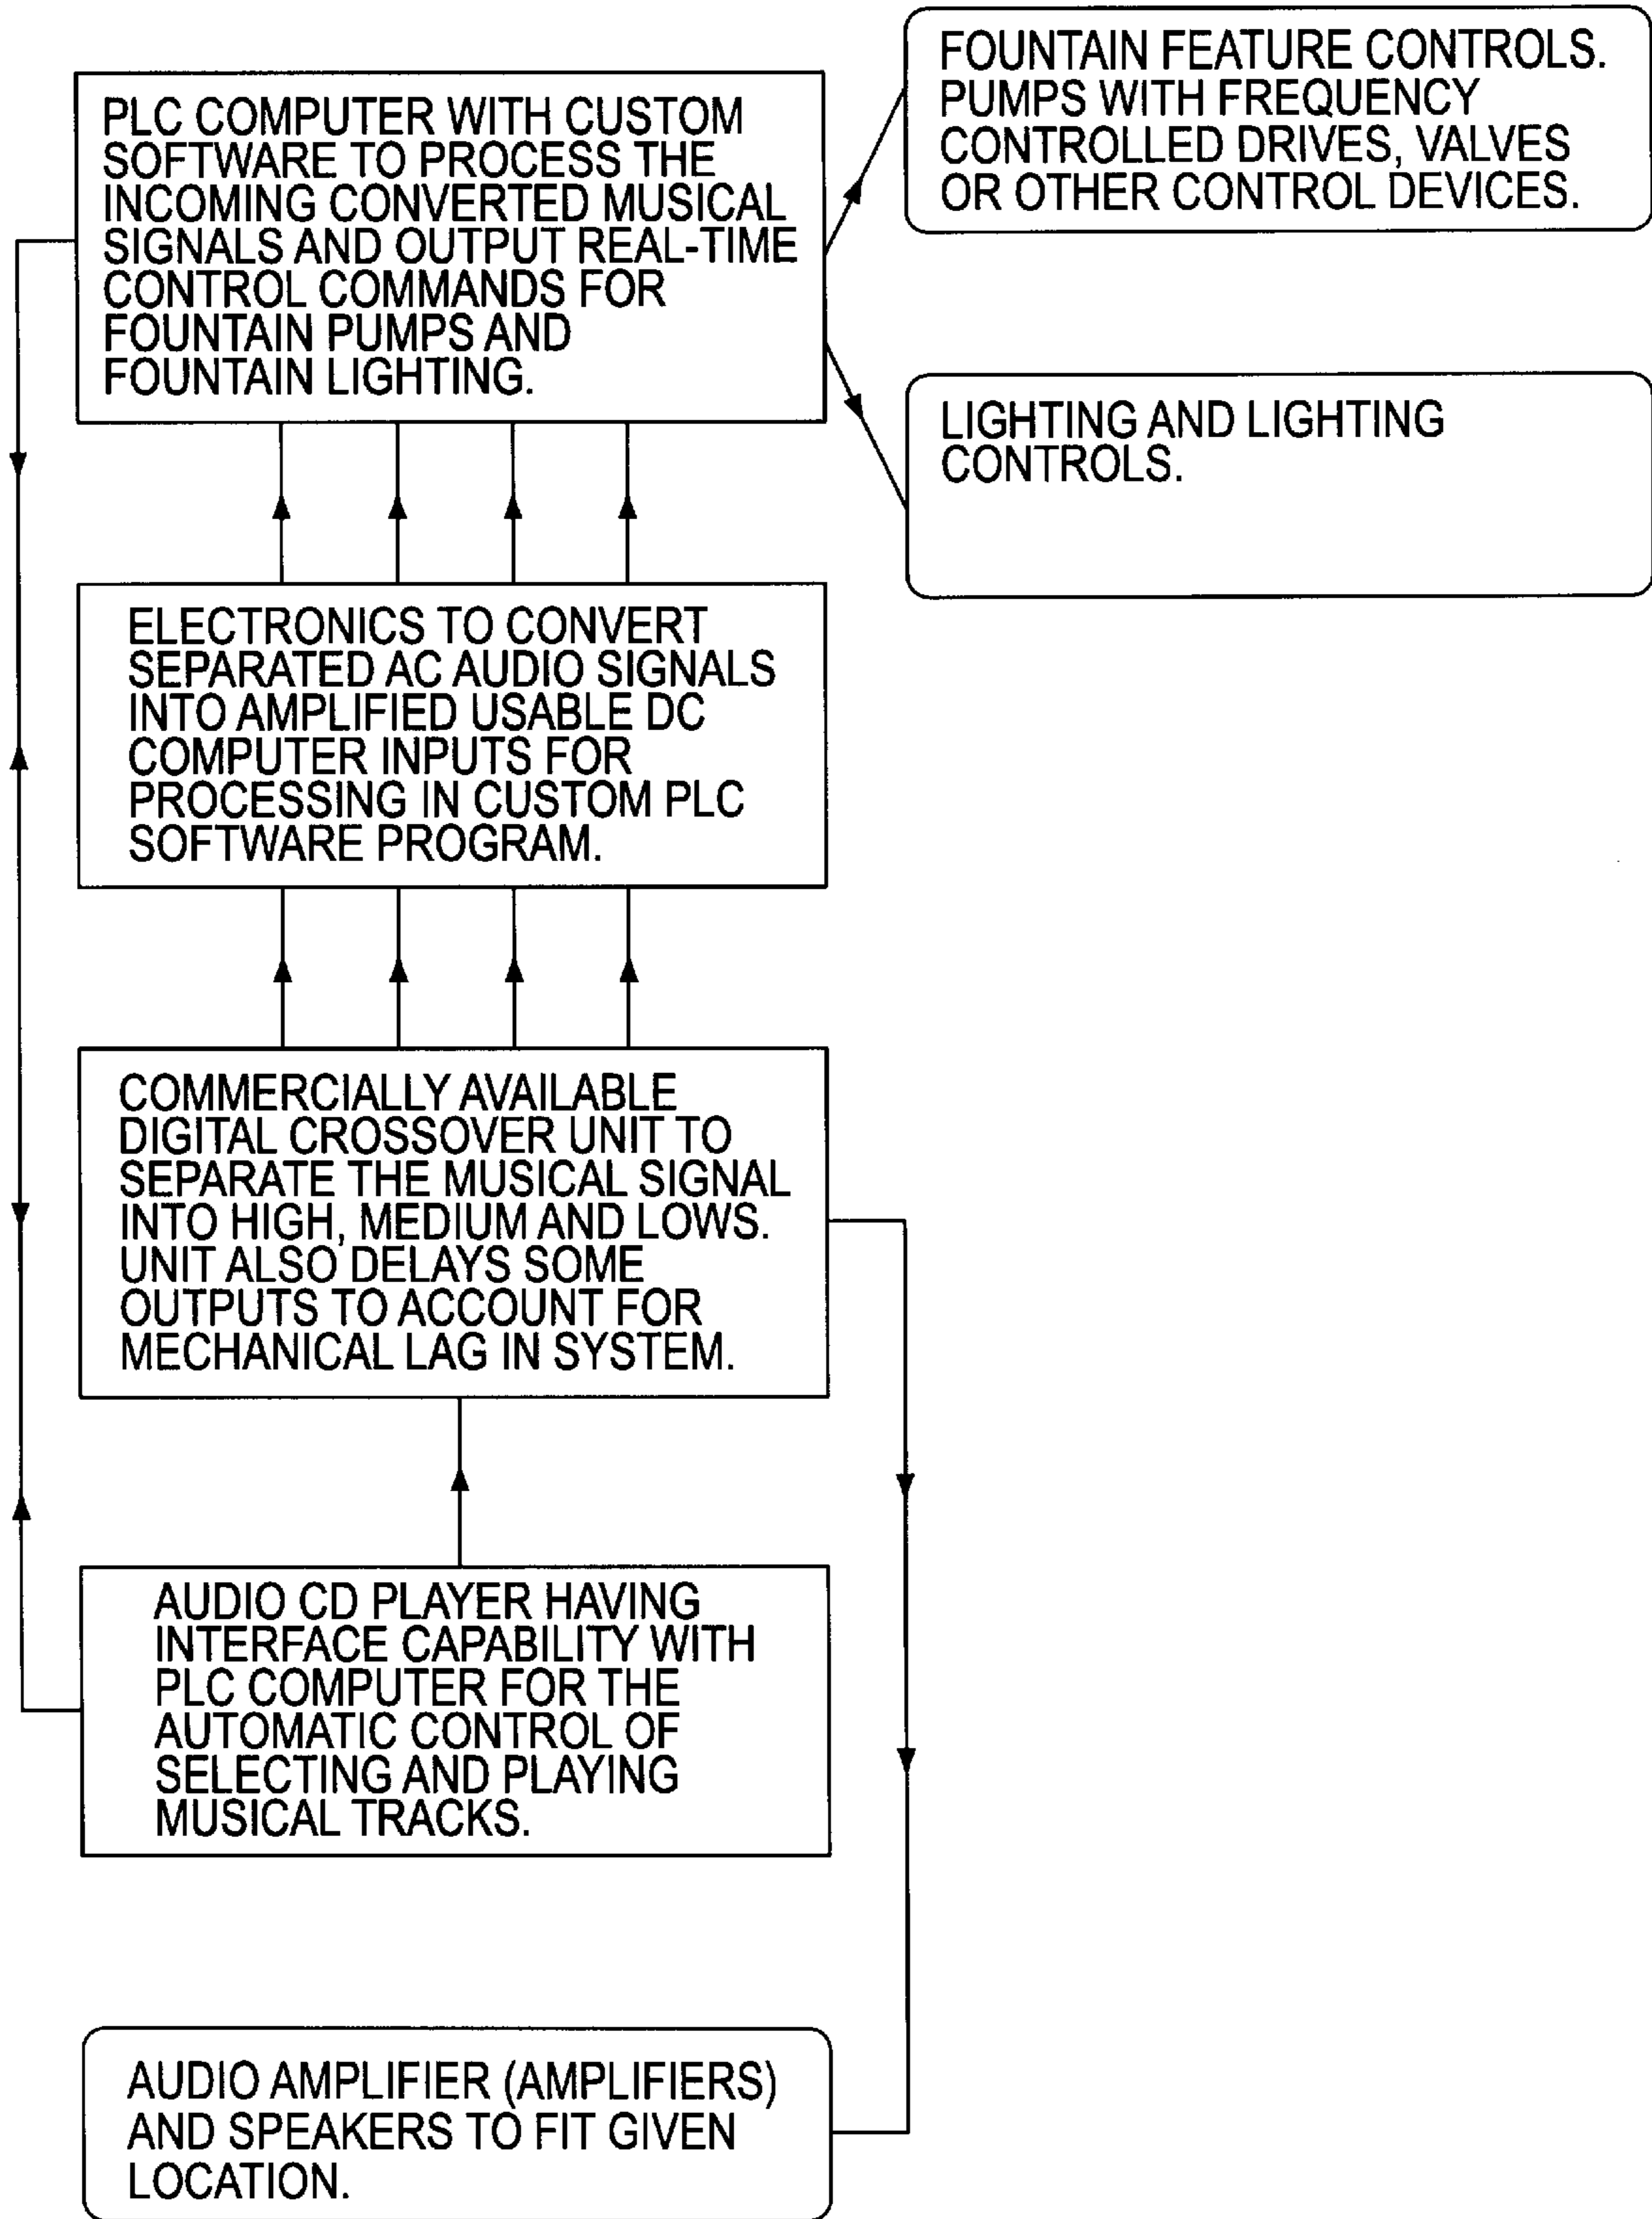 PLC COMPUTER WITH CUSTOM
SOFTWARE TO PROCESS THE
INCOMING CONVERTED MUSICAL
SIGNALS AND OUTPUT REAL-TIME
CONTROL COMMANDS FOR
FOUNTAIN PUMPS AND
FOUNTAIN LIGHTING.
FOUNTAIN FEATURE CONTROLS.
PUMPS WITH FREQUENCY
CONTROLLED DRIVES, VALVES
OR OTHER CONTROL DEVICES.
LIGHTING AND LIGHTING
CONTROLS.
ELECTRONICS TO CONVERT
SEPARATED AC AUDIO SIGNALS
INTO AMPLIFIED USABLE DC
COMPUTER INPUTS FOR
PROCESSING IN CUSTOM PLC
SOFTWARE PROGRAM.
COMMERCIALLY AVAILABLE
DIGITAL CROSSOVER UNIT TO
SEPARATE THE MUSICAL SIGNAL
INTO HIGH, MEDIUM AND LOWS.
UNIT ALSO DELAYS SOME
OUTPUTS TO ACCOUNT FOR
MECHANICAL LAG IN SYSTEM.
AUDIO CD PLAYER HAVING
INTERFACE CAPABILITY WITH
PLC COMPUTER FOR THE
AUTOMATIC CONTROL OF
SELECTING AND PLAYING
MUSICAL TRACKS.
AUDIO AMPLIFIER (AMPLIFIERS)
AND SPEAKERS TO FIT GIVEN
LOCATION.